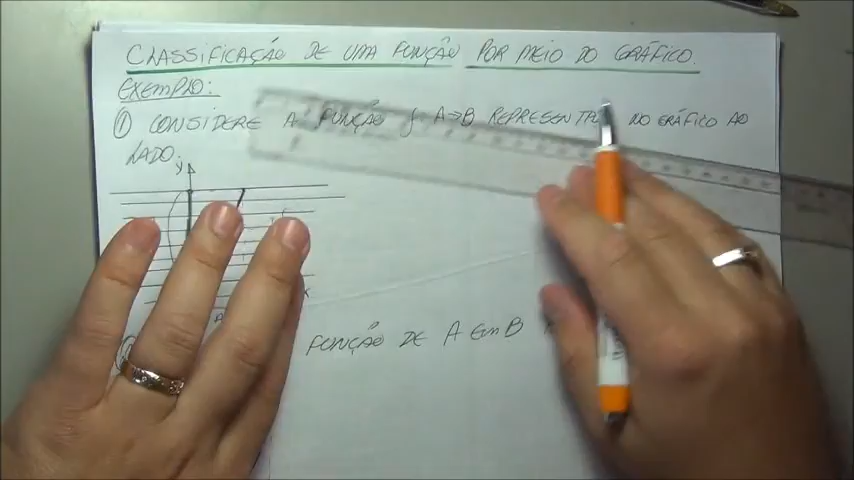 CLASSIFICAÇÃO DE UMA FUNÇÃO POR MEIO DO GRÁFICO.
EXEMPLO:
① CONSIDERE A FUNÇÃO f: A→B NO GRÁFICO AO
LADO.
y
x
FUNÇÃO DE A EM B